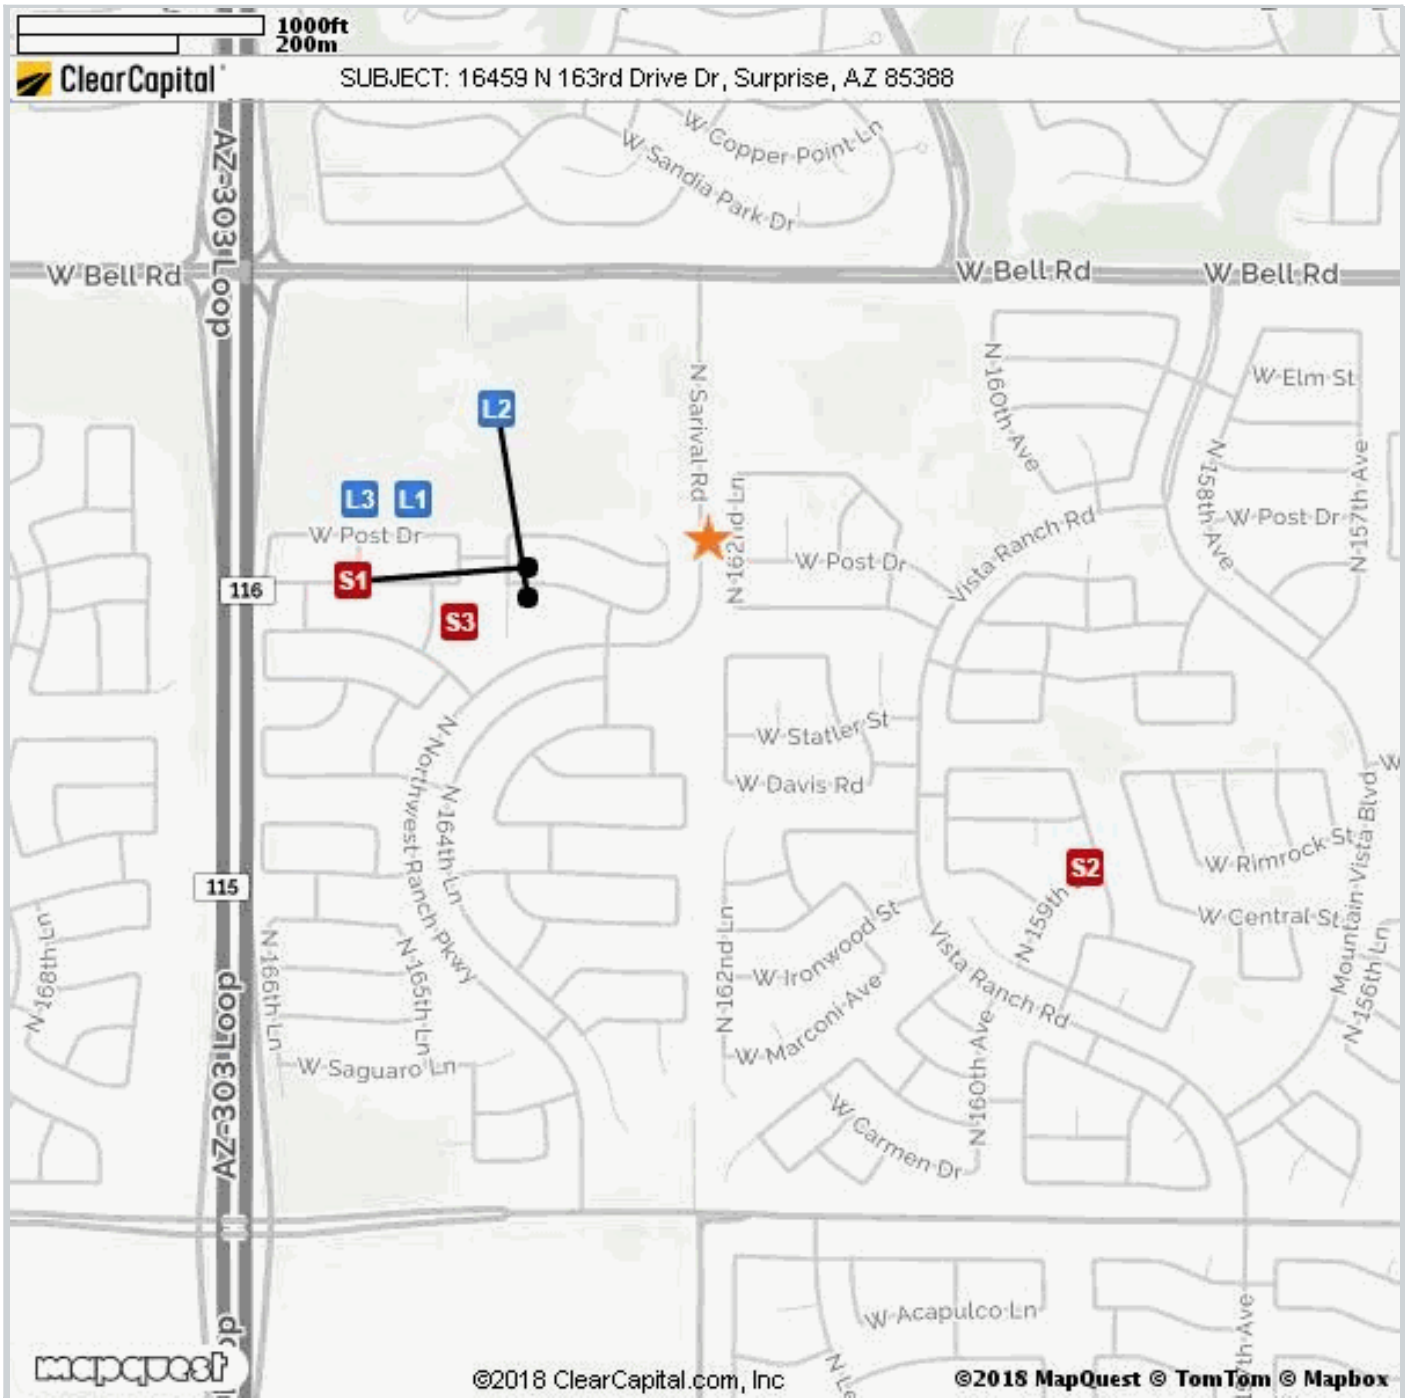 1000ft
200m
ClearCapital
SUBJECT: 16459 N 163rd Drive Dr, Surprise, AZ 85388
W Copper Point Ln
W Sandia Park Dr
AZ-303 Loop
W Bell Rd
W Bell Rd
W Bell Rd
N Sarival Rd
N 160th Ave
W Elm St
L2
N 158th Ave
N 157th Ave
L3
L1
W Post Dr
N 162nd Ln
W Post Dr
Vista Ranch Rd
W Post Dr
S1
116
S3
N Northwest Ranch Pkwy
W Statler St
W Davis Rd
N 164th Ln
Mountain Vista Blvd
W
W Rimrock St
S2
115
N 159th
W Central St
N 168th Ln
N 166th Ln
N 165th Ln
N 162nd Ln
W Ironwood St
Vista Ranch Rd
N 156th Ln
AZ-303 Loop
W Marconi Ave
W Saguaro Ln
N 160th Ave
W Carmen Dr
W Acapulco Ln
7th Ave
N Le
op
mapquest
©2018 ClearCapital.com, Inc
©2018 MapQuest © TomTom © Mapbox